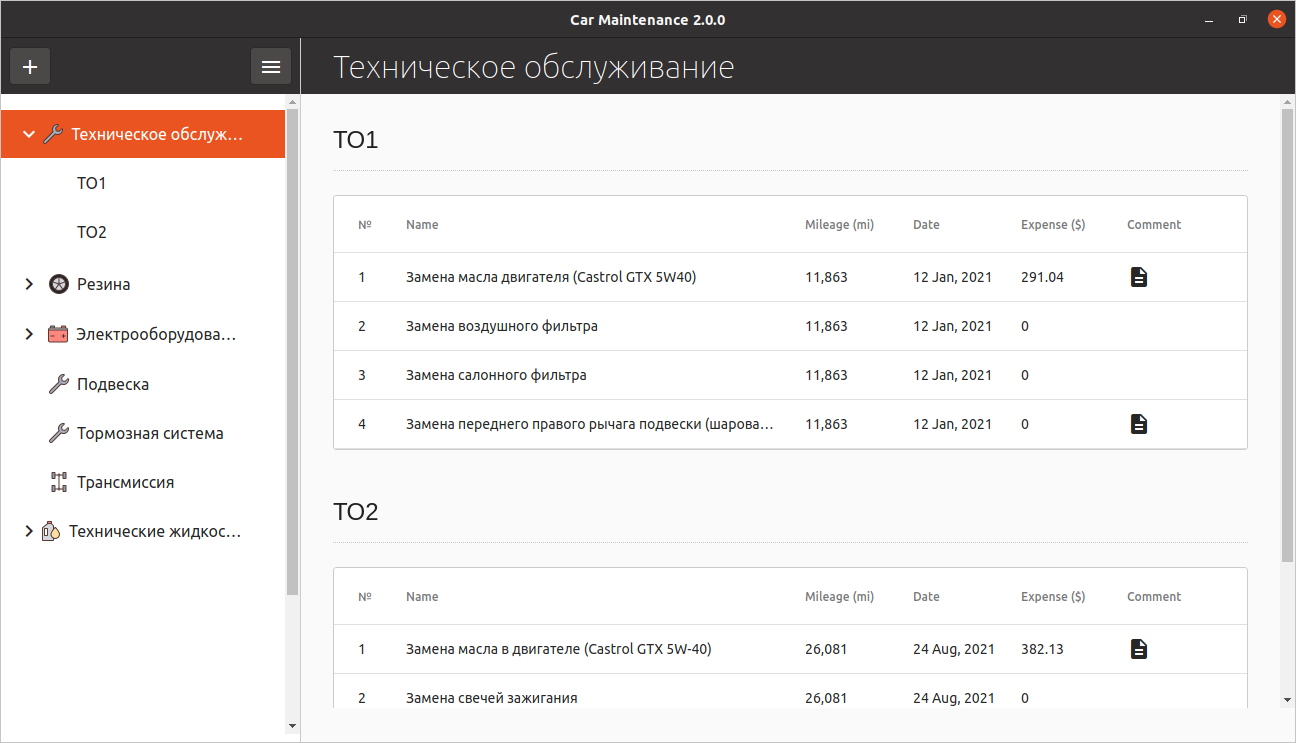 Car Maintenance 2.0.0
Техническое обслуживание
Техническое обслуж…
ТО1
ТО2
Резина
Электрооборудова…
Подвеска
Тормозная система
Трансмиссия
Технические жидкос…
ТО1
№ Name Mileage (mi) Date Expense ($) Comment
1 Замена масла двигателя (Castrol GTX 5W40) 11,863 12 Jan, 2021 291.04
2 Замена воздушного фильтра 11,863 12 Jan, 2021 0
3 Замена салонного фильтра 11,863 12 Jan, 2021 0
4 Замена переднего правого рычага подвески (шарова… 11,863 12 Jan, 2021 0
ТО2
№ Name Mileage (mi) Date Expense ($) Comment
1 Замена масла в двигателе (Castrol GTX 5W-40) 26,081 24 Aug, 2021 382.13
2 Замена свечей зажигания 26,081 24 Aug, 2021 0